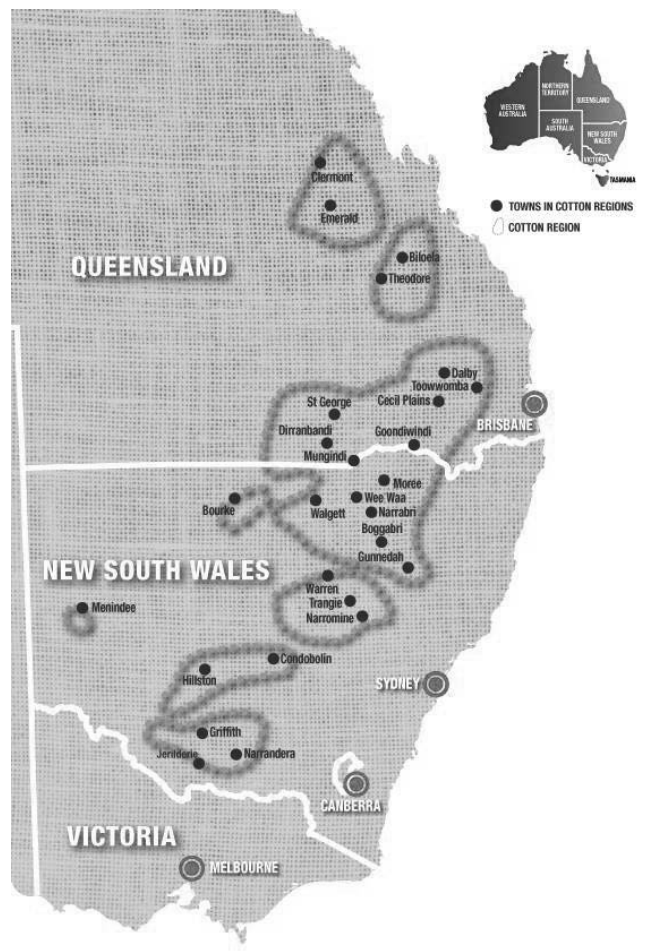 WESTERN
AUSTRALIA
NORTHERN
TERRITORY
QUEENSLAND
SOUTH
AUSTRALIA
NEW SOUTH
WALES
VICTORIA
TASMANIA
TOWNS IN COTTON REGIONS
COTTON REGION
Clermont
Emerald
QUEENSLAND
Biloela
Theodore
Dalby
Toowwomba
Cecil Plains
St George
BRISBANE
Dirranbandi
Goondiwindi
Mungindi
Moree
Bourke
Walgett
Wee Waa
Narrabri
Boggabri
Gunnedah
NEW SOUTH WALES
Warren
Trangie
Narromine
Menindee
Condobolin
Hillston
SYDNEY
Griffith
Jerilderie
Narrandera
CANBERRA
VICTORIA
MELBOURNE